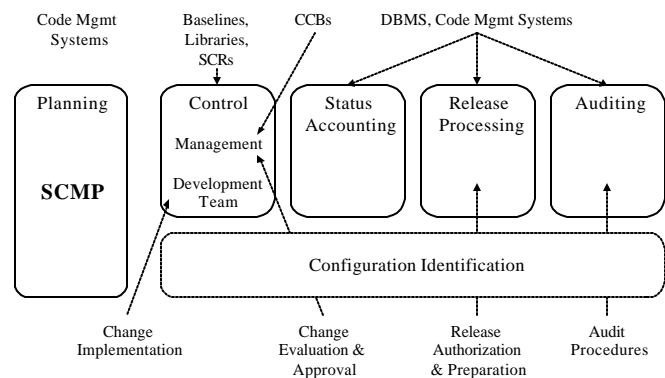 Code Mgmt
Systems
Baselines,
Libraries,
SCRs
CCBs
DBMS, Code Mgmt Systems
Planning
SCMP
Control
Management
Development
Team
Status
Accounting
Release
Processing
Auditing
Configuration Identification
Change
Implementation
Change
Evaluation &
Approval
Release
Authorization
& Preparation
Audit
Procedures